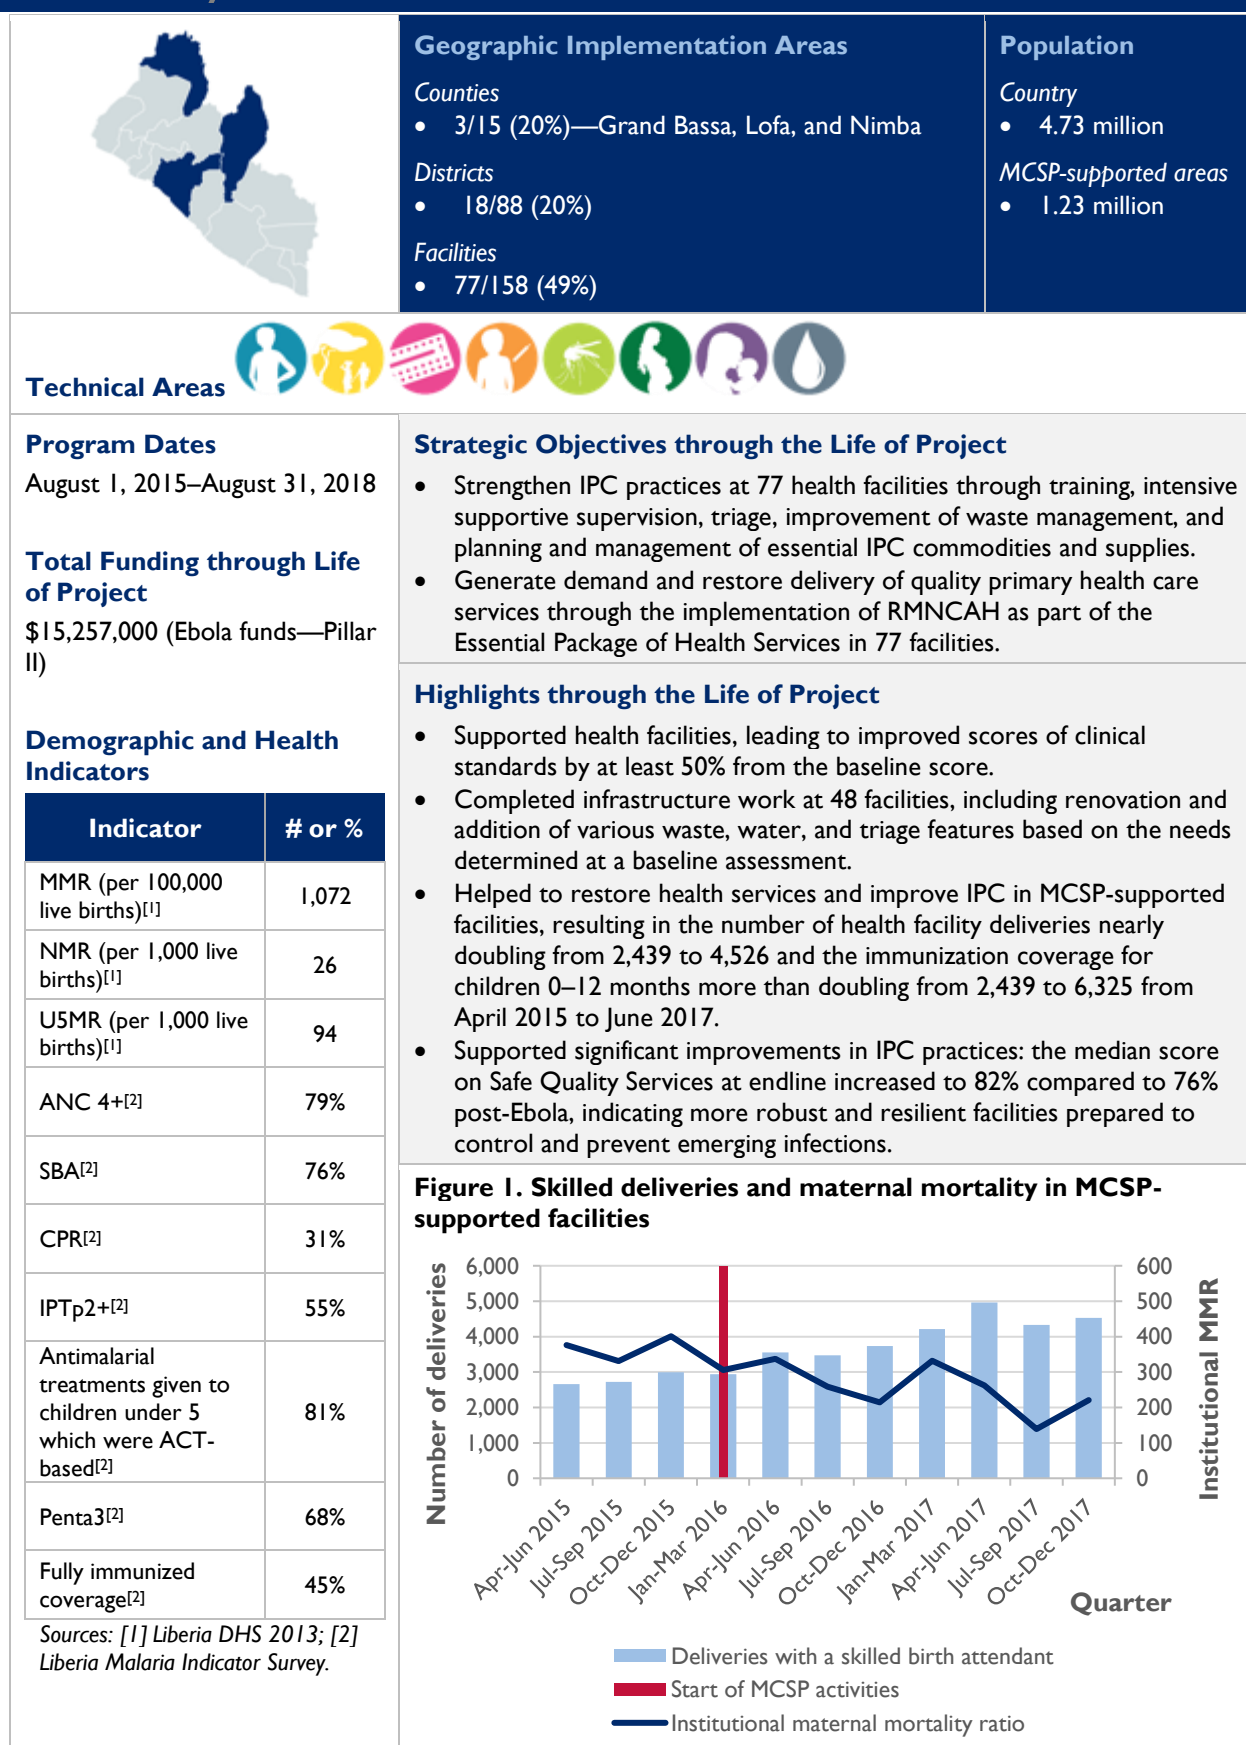 Geographic Implementation Areas
Counties
• 3/15 (20%)—Grand Bassa, Lofa, and Nimba
Districts
• 18/88 (20%)
Facilities
• 77/158 (49%)
Population
Country
• 4.73 million
MCSP-supported areas
• 1.23 million
Technical Areas
Program Dates
August 1, 2015–August 31, 2018
Total Funding through Life
of Project
$15,257,000 (Ebola funds—Pillar
II)
Demographic and Health
Indicators
Indicator # or %
MMR (per 100,000
live births)[1] 1,072
NMR (per 1,000 live
births)[1] 26
U5MR (per 1,000 live
births)[1] 94
ANC 4+[2] 79%
SBA[2] 76%
CPR[2] 31%
IPTp2+[2] 55%
Antimalarial
treatments given to
children under 5
which were ACT-
based[2] 81%
Penta3[2] 68%
Fully immunized
coverage[2] 45%
Sources: [1] Liberia DHS 2013; [2]
Liberia Malaria Indicator Survey.
Strategic Objectives through the Life of Project
• Strengthen IPC practices at 77 health facilities through training, intensive
supportive supervision, triage, improvement of waste management, and
planning and management of essential IPC commodities and supplies.
• Generate demand and restore delivery of quality primary health care
services through the implementation of RMNCAH as part of the
Essential Package of Health Services in 77 facilities.
Highlights through the Life of Project
• Supported health facilities, leading to improved scores of clinical
standards by at least 50% from the baseline score.
• Completed infrastructure work at 48 facilities, including renovation and
addition of various waste, water, and triage features based on the needs
determined at a baseline assessment.
• Helped to restore health services and improve IPC in MCSP-supported
facilities, resulting in the number of health facility deliveries nearly
doubling from 2,439 to 4,526 and the immunization coverage for
children 0–12 months more than doubling from 2,439 to 6,325 from
April 2015 to June 2017.
• Supported significant improvements in IPC practices: the median score
on Safe Quality Services at endline increased to 82% compared to 76%
post-Ebola, indicating more robust and resilient facilities prepared to
control and prevent emerging infections.
Figure 1. Skilled deliveries and maternal mortality in MCSP-
supported facilities
Number of deliveries
6,000
5,000
4,000
3,000
2,000
1,000
0
600
500
400
300
200
100
0
Institutional MMR
Apr-Jun 2015
Jul-Sep 2015
Oct-Dec 2015
Jan-Mar 2016
Apr-Jun 2016
Jul-Sep 2016
Oct-Dec 2016
Jan-Mar 2017
Apr-Jun 2017
Jul-Sep 2017
Oct-Dec 2017
Quarter
Deliveries with a skilled birth attendant
Start of MCSP activities
Institutional maternal mortality ratio